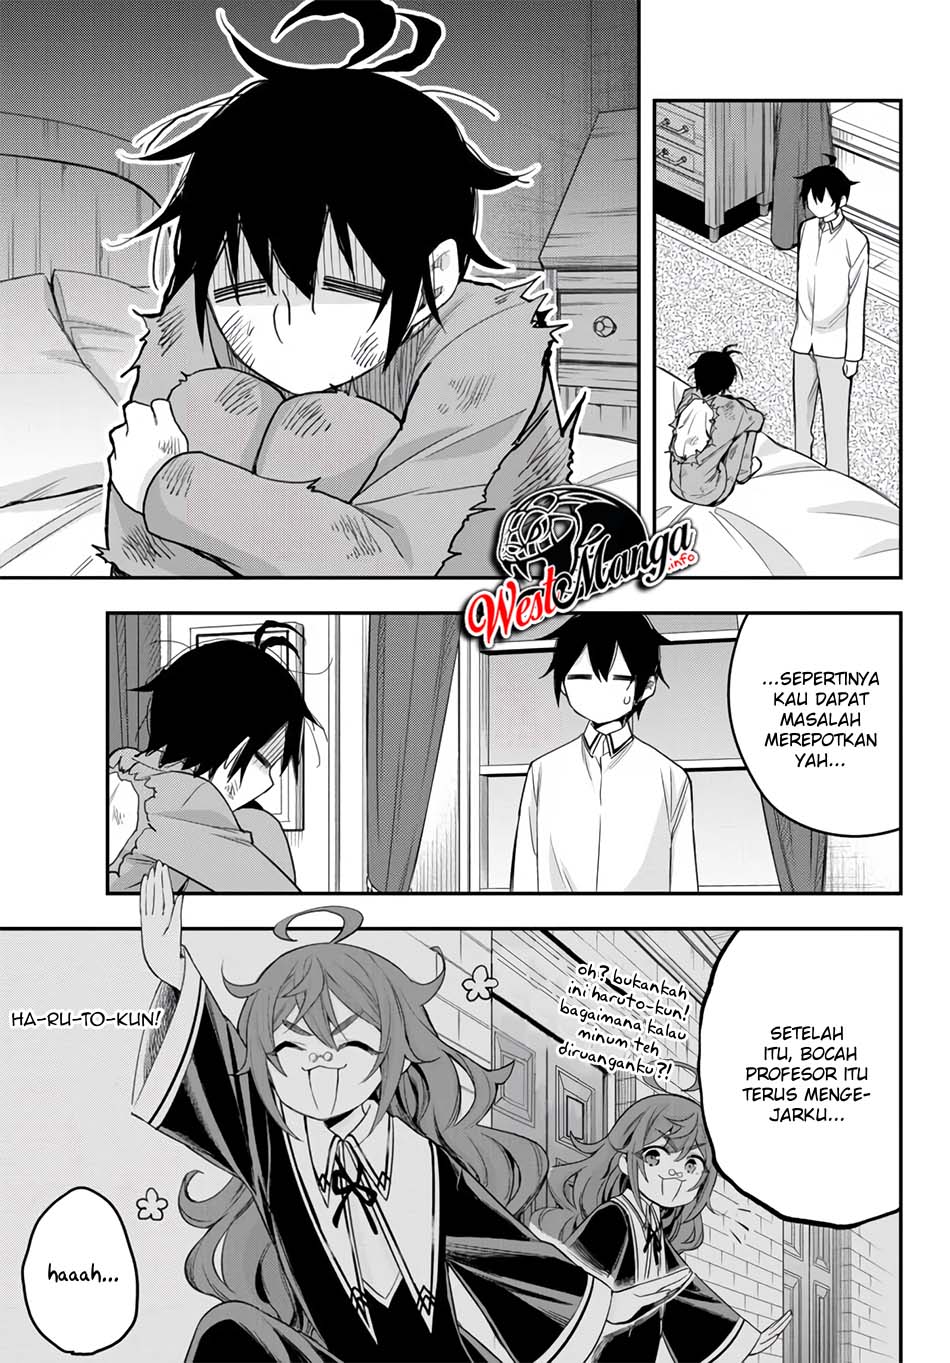 WestManga
.info
...SEPERTINYA
KAU DAPAT
MASALAH
MEREPOTKAN
YAH...
SETELAH
ITU, BOCAH
PROFESOR ITU
TERUS MENGE-
JARKU...
oh? bukankah
ini haruto-kun!
bagaimana kalau
minum teh
diruanganku?!
HA-RU-TO-KUN!
haaah...